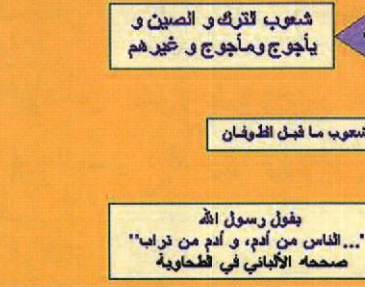 شعوب الترك و الصين و
يأجوج ومأجوج و غيرهم
شعوب ما قبل الطوفان
يقول رسول الله
"...الناس من آدم، و آدم من تراب"
صححه الألباني في الطحاوية